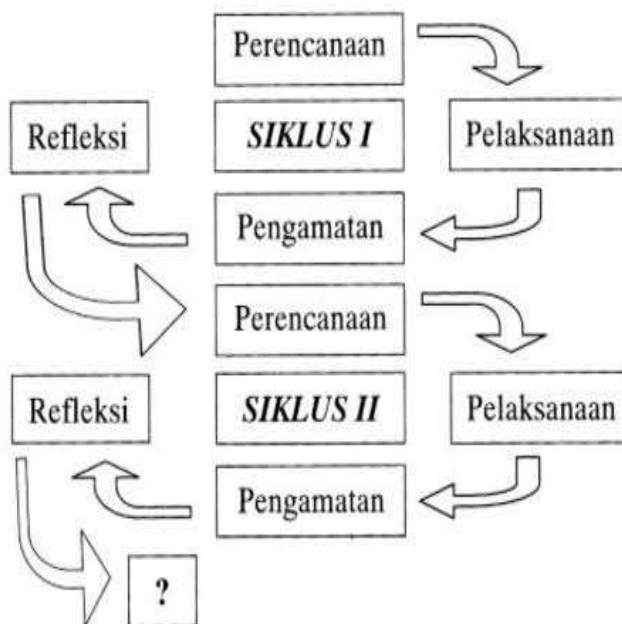 Perencanaan
Refleksi
SIKLUS I
Pelaksanaan
Pengamatan
Perencanaan
Refleksi
SIKLUS II
Pelaksanaan
Pengamatan
?